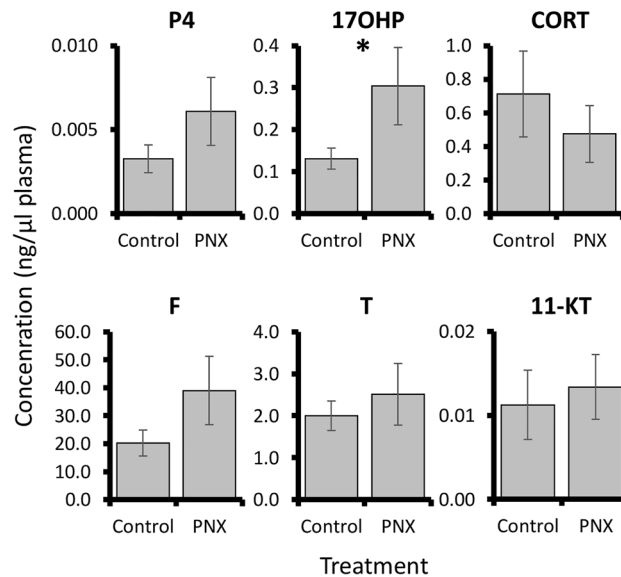 P4
17OHP
CORT
0.010
0.005
0.000
Control PNX
*
0.4
0.3
0.2
0.1
0.0
Control PNX
1.0
0.8
0.6
0.4
0.2
0.0
Control PNX
Concenration (ng/µl plasma)
F
T
11-KT
60.0
50.0
40.0
30.0
20.0
10.0
0.0
Control PNX
4.0
3.0
2.0
1.0
0.0
Control PNX
0.02
0.01
0.00
Control PNX
Treatment